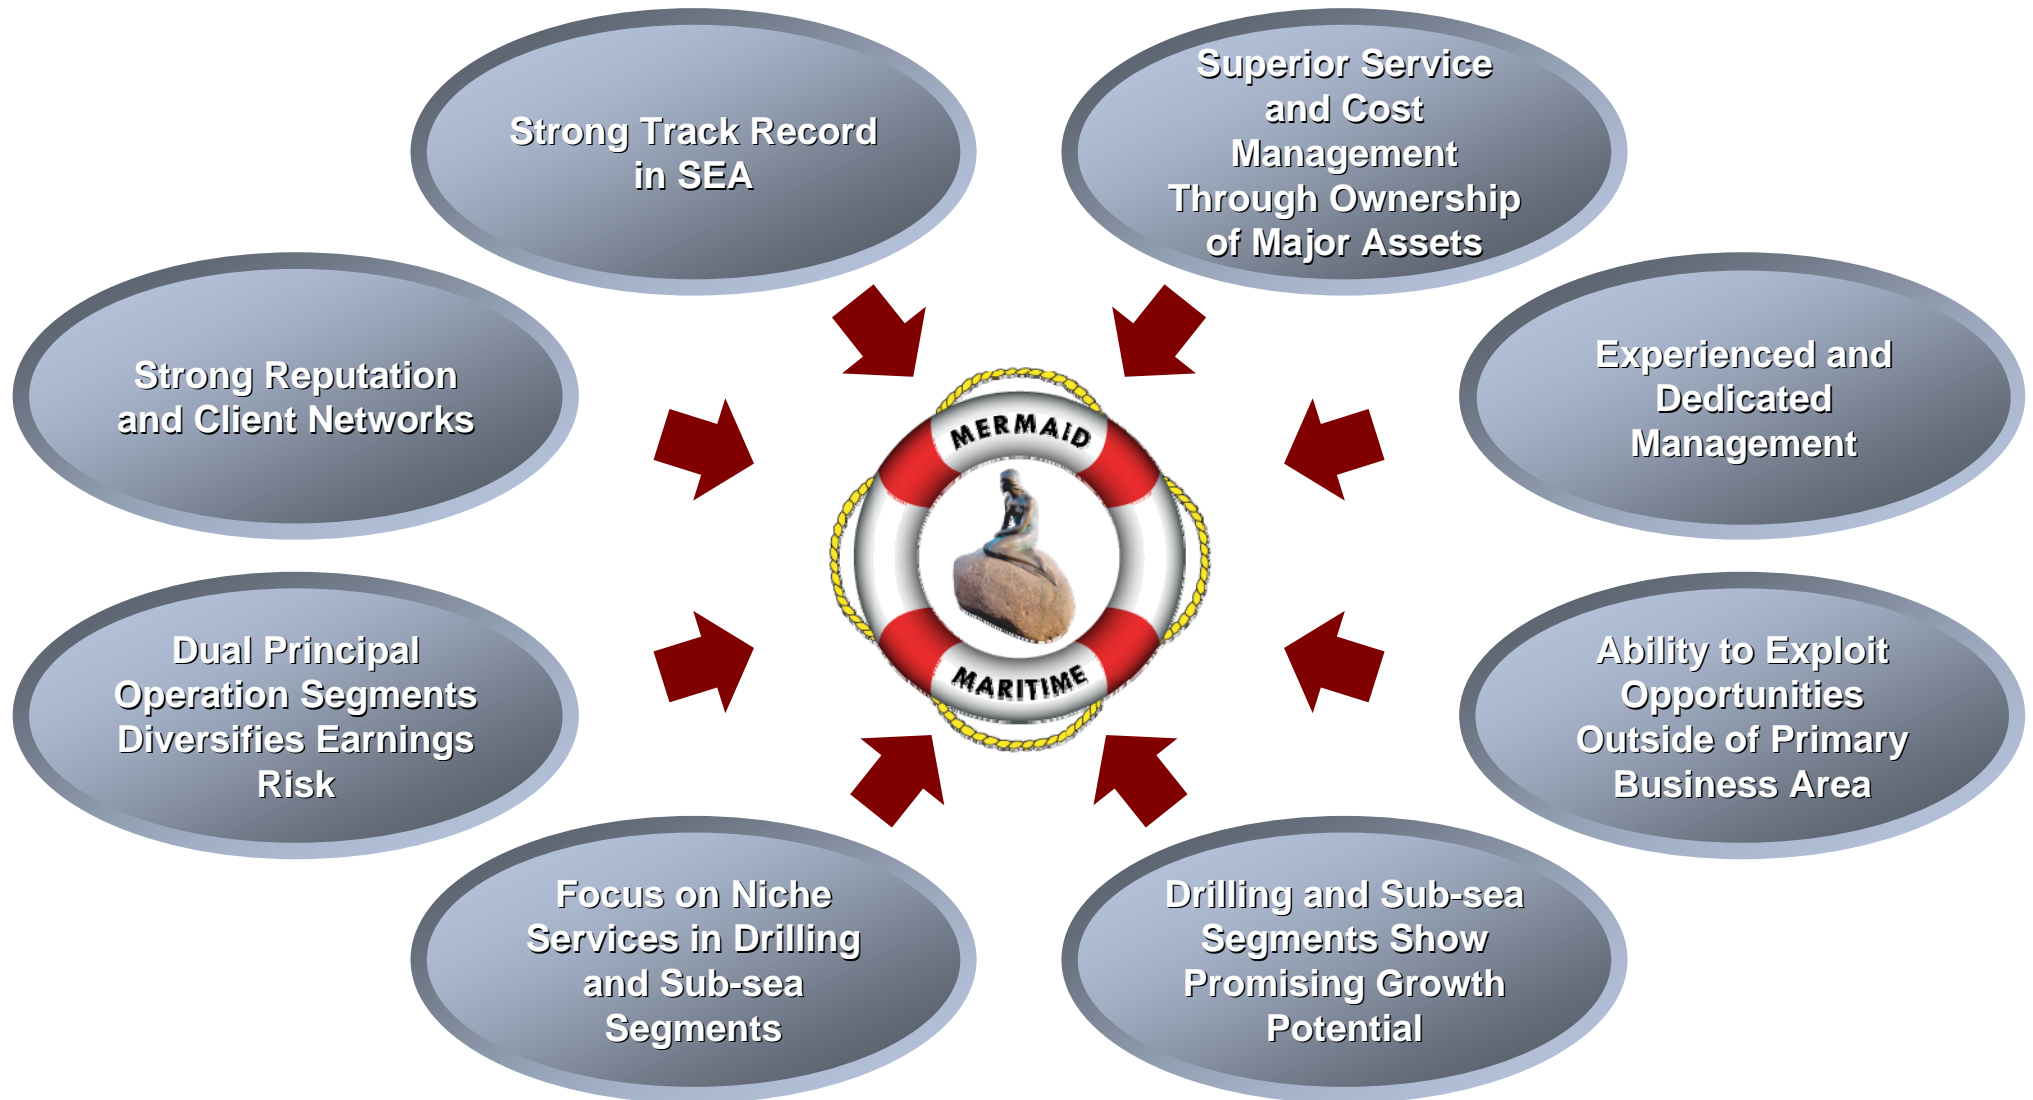 Strong Track Record
in SEA
Superior Service
and Cost
Management
Through Ownership
of Major Assets
Strong Reputation
and Client Networks
Experienced and
Dedicated
Management
MERMAID
MARITIME
Dual Principal
Operation Segments
Diversifies Earnings
Risk
Ability to Exploit
Opportunities
Outside of Primary
Business Area
Focus on Niche
Services in Drilling
and Sub-sea
Segments
Drilling and Sub-sea
Segments Show
Promising Growth
Potential